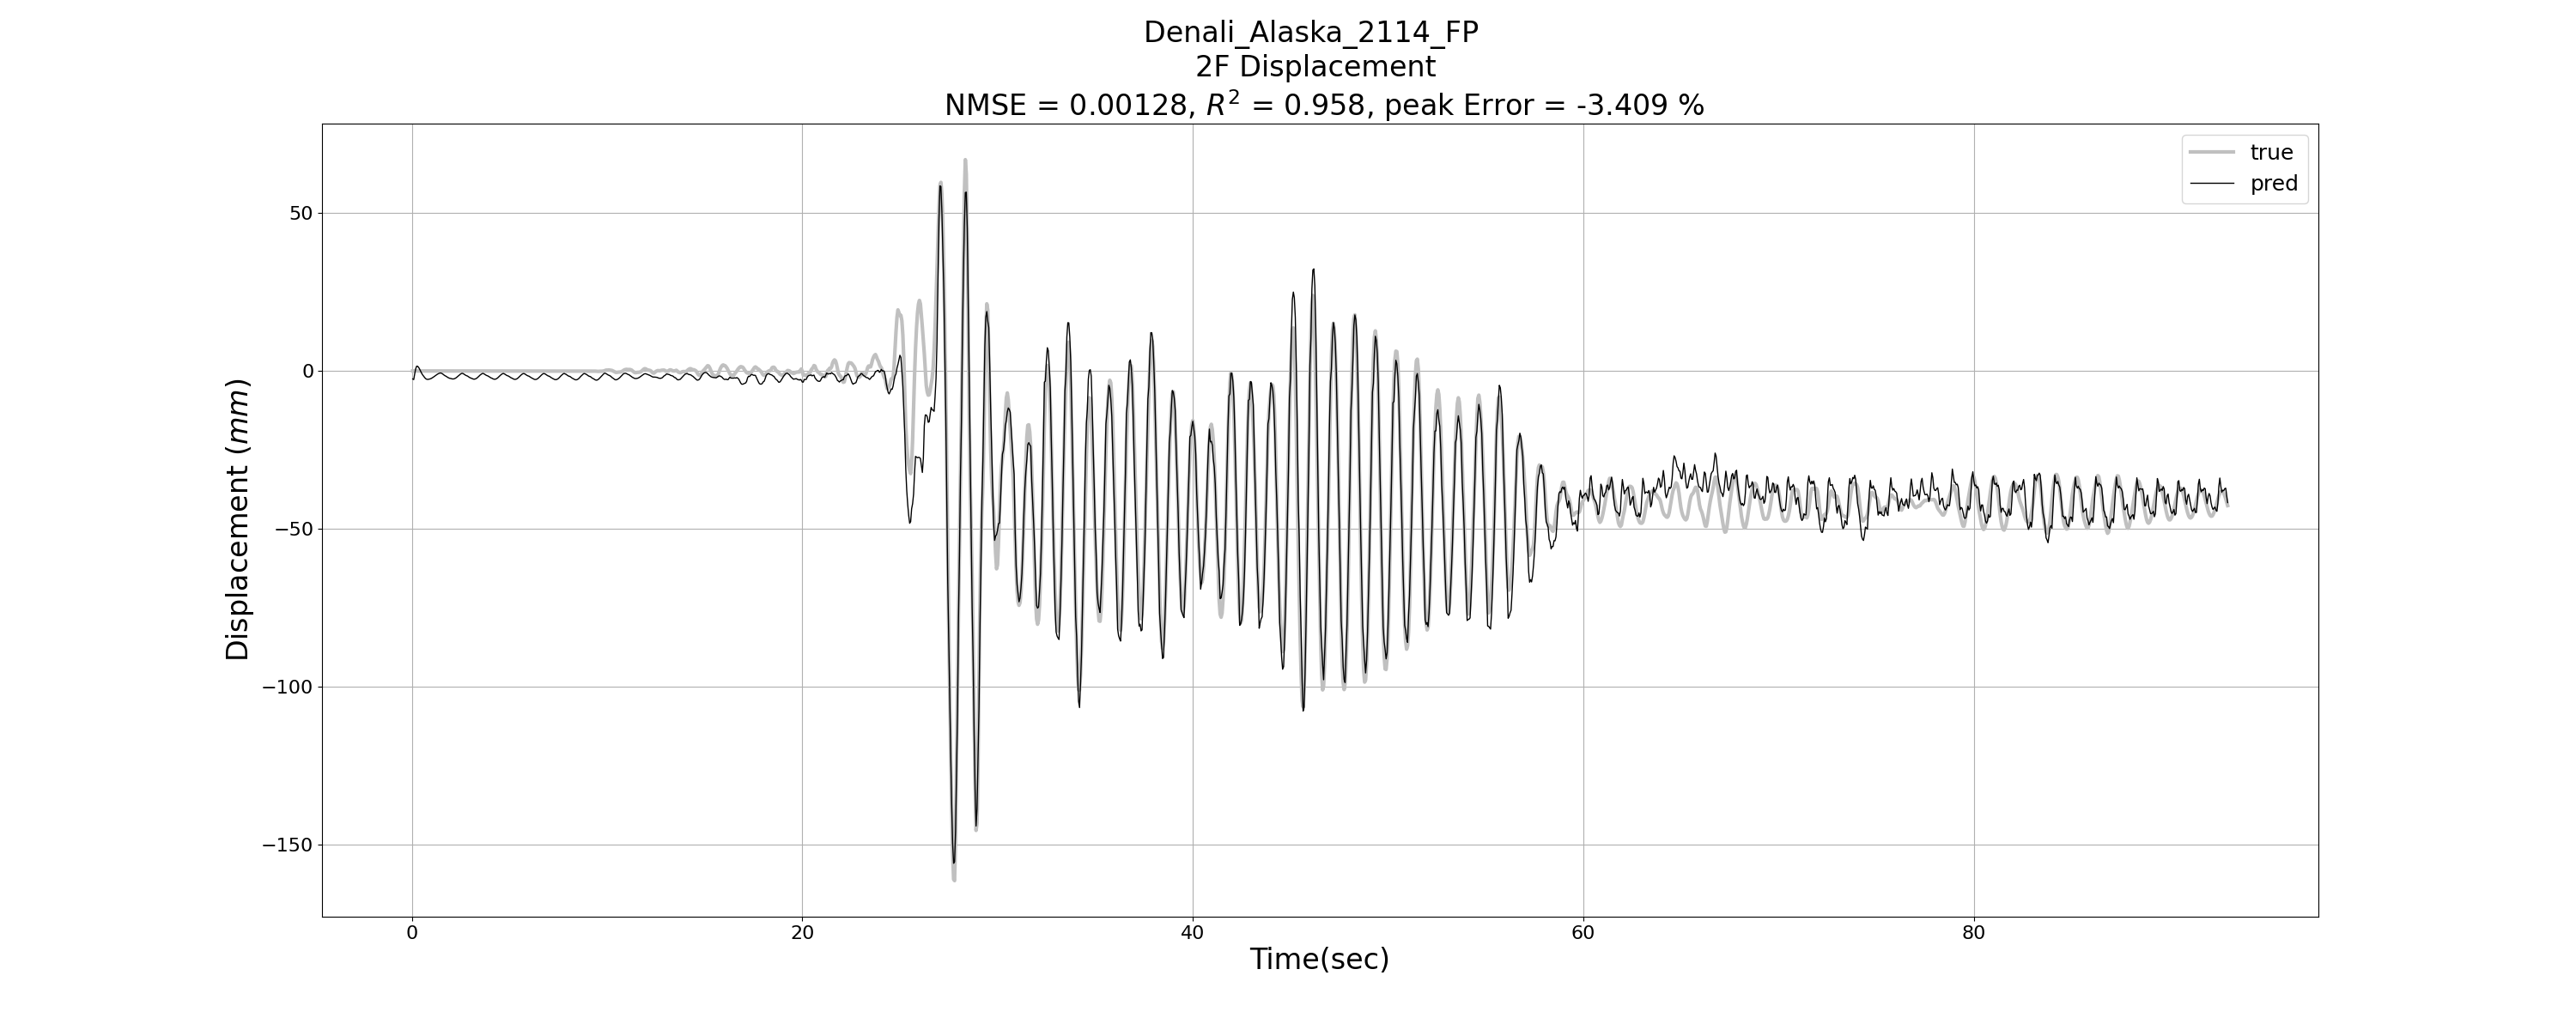 Denali_Alaska_2114_FP
2F Displacement
NMSE = 0.00128, R² = 0.958, peak Error = -3.409 %
true
pred
50
0
−50
−100
−150
Displacement (mm)
0 20 40 60 80
Time(sec)